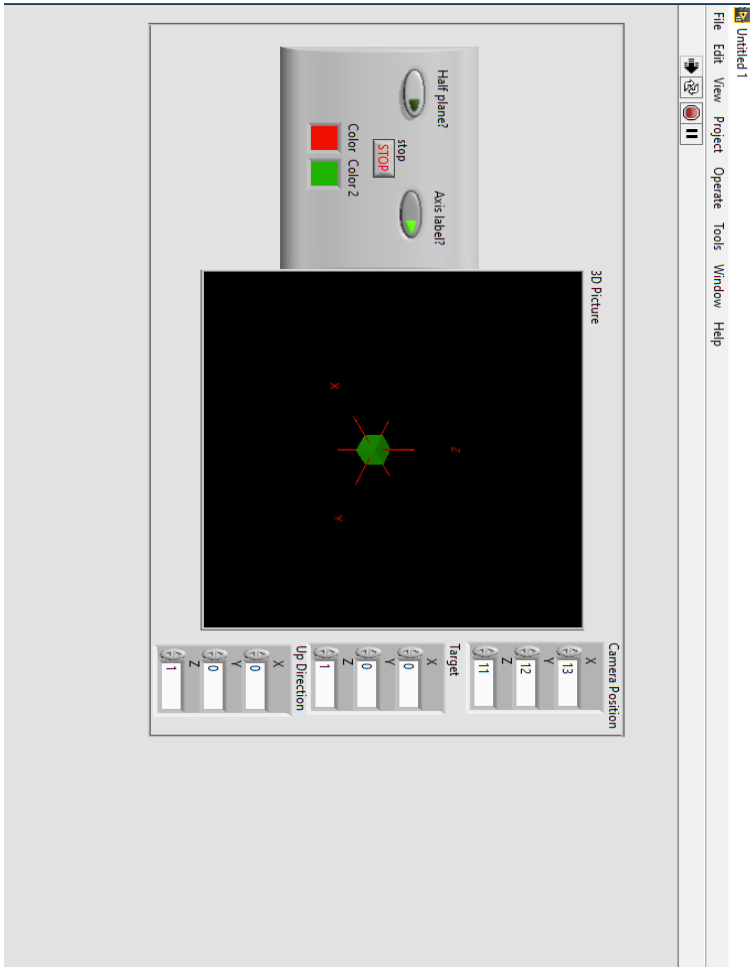 Untitled 1
File Edit View Project Operate Tools Window Help
Half plane? Axis label?
stop
STOP
Color Color 2
3D Picture
Z
X Y
Camera Position
X
13
Y
12
Z
11
Target
X
0
Y
0
Z
1
Up Direction
X
0
Y
0
Z
1